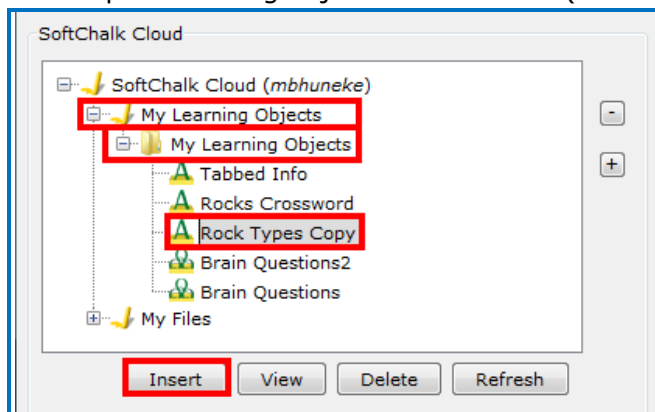 SoftChalk Cloud
SoftChalk Cloud (mbhuneke)
My Learning Objects
My Learning Objects
Tabbed Info
Rocks Crossword
Rock Types Copy
Brain Questions2
Brain Questions
My Files
-
+
Insert View Delete Refresh